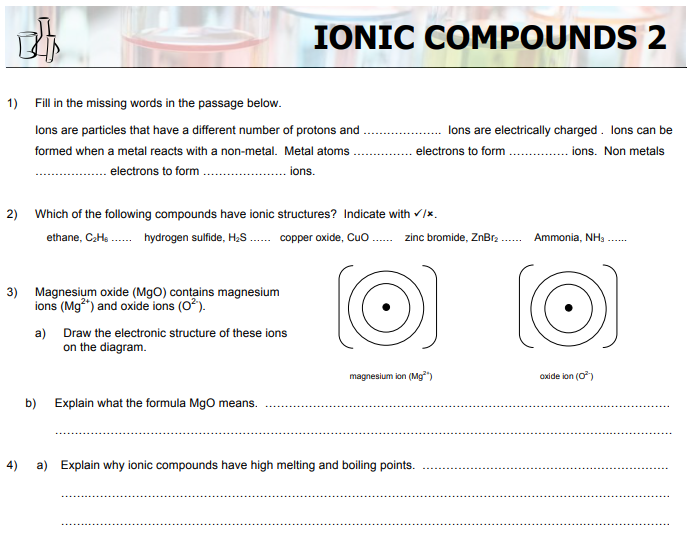 IONIC COMPOUNDS 2
1) Fill in the missing words in the passage below.
Ions are particles that have a different number of protons and .................... Ions are electrically charged . Ions can be
formed when a metal reacts with a non-metal. Metal atoms .............. electrons to form .............. ions. Non metals
................. electrons to form .................... ions.
2) Which of the following compounds have ionic structures? Indicate with ✓/×.
ethane, C₂H₆ ...... hydrogen sulfide, H₂S ...... copper oxide, CuO ...... zinc bromide, ZnBr₂ ...... Ammonia, NH₃ ......
3) Magnesium oxide (MgO) contains magnesium
ions (Mg²⁺) and oxide ions (O²⁻).
a) Draw the electronic structure of these ions
on the diagram.
magnesium ion (Mg²⁺) oxide ion (O²⁻)
b) Explain what the formula MgO means. ....................................................................................................
....................................................................................................
4) a) Explain why ionic compounds have high melting and boiling points. ............................................................
....................................................................................................
....................................................................................................